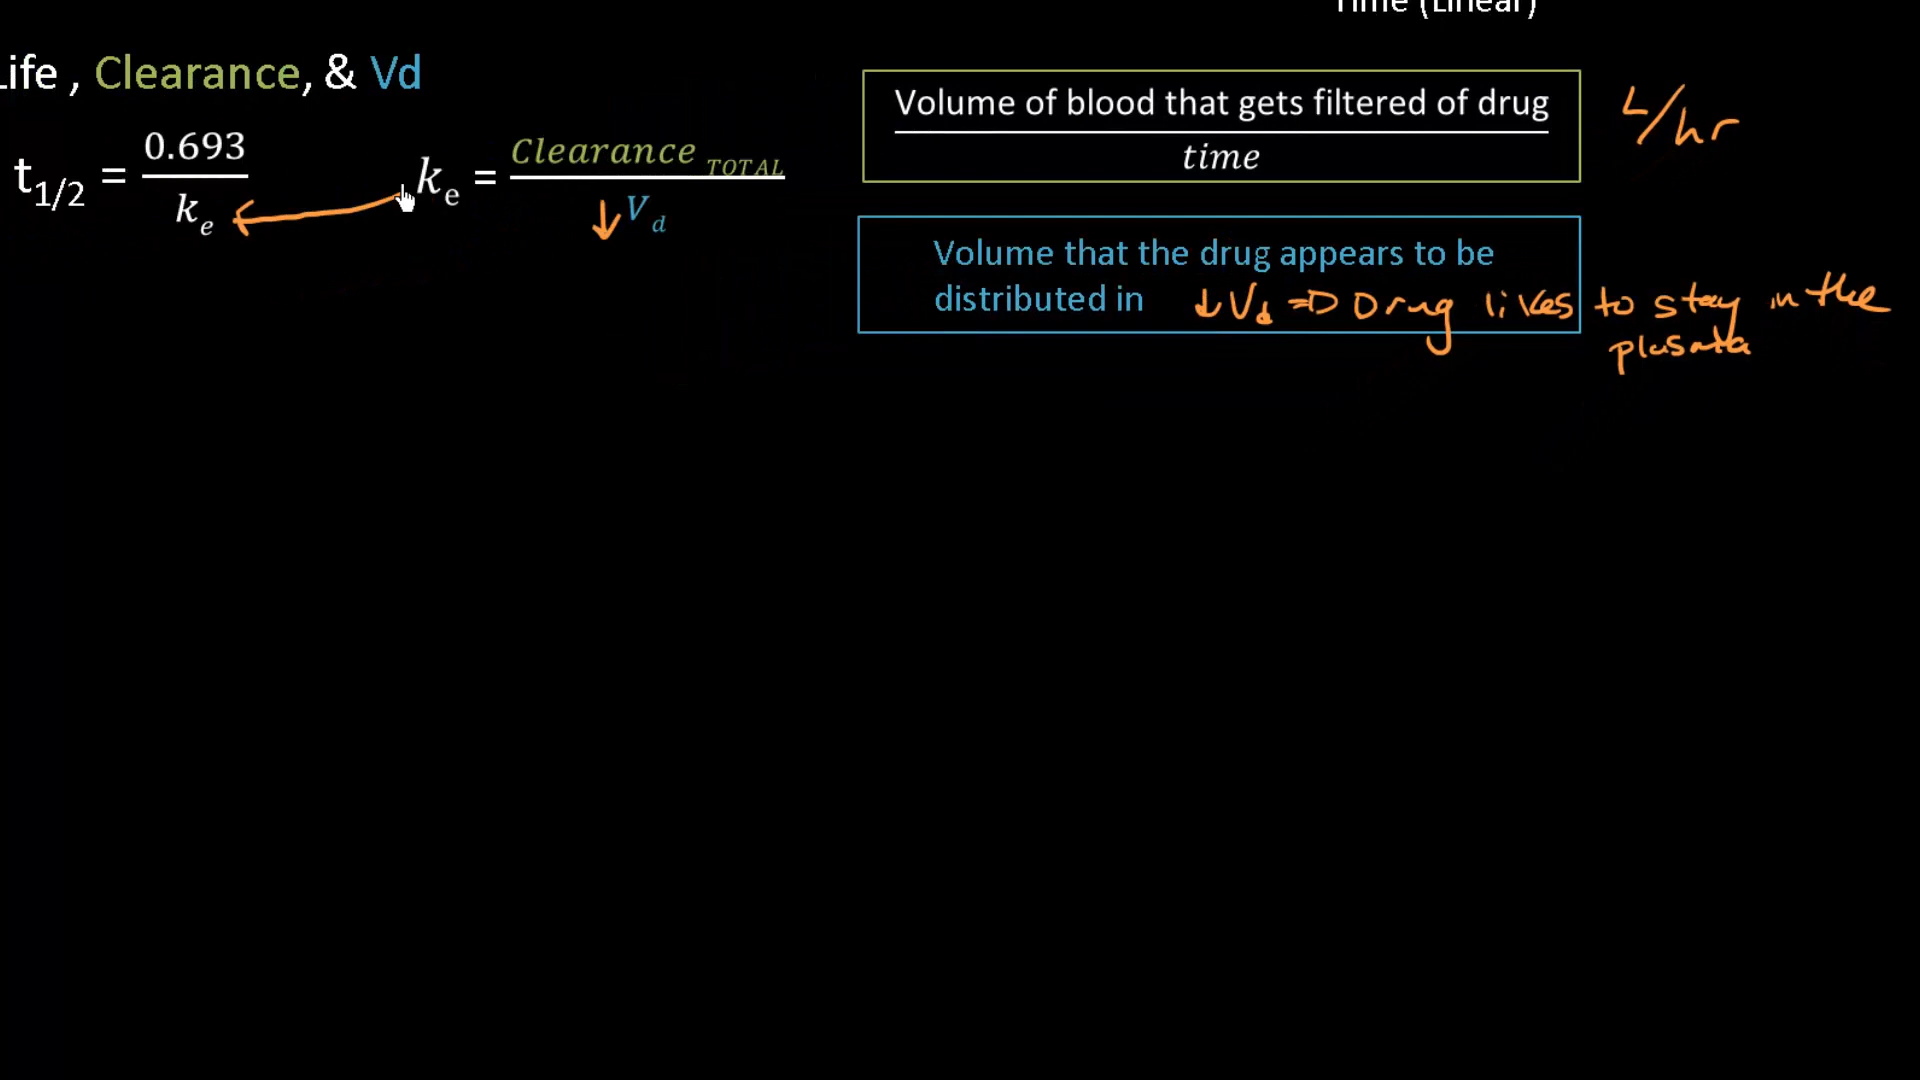 Time (Linear)
Life , Clearance, & Vd
t1/2 = 0.693 / ke
ke = Clearance TOTAL / ↓ Vd
Volume of blood that gets filtered of drug
time
L/hr
Volume that the drug appears to be
distributed in
↓Vd => Drug likes to stay in the